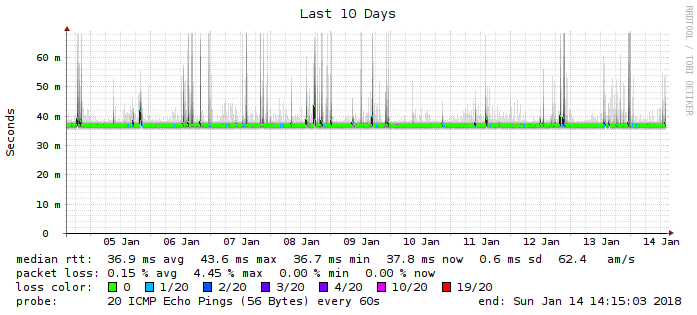 Last 10 Days
RRDTOOL / TOBI OETIKER
Seconds
60 m
50 m
40 m
30 m
20 m
10 m
0
05 Jan 06 Jan 07 Jan 08 Jan 09 Jan 10 Jan 11 Jan 12 Jan 13 Jan 14 Jan
median rtt: 36.9 ms avg 43.6 ms max 36.7 ms min 37.8 ms now 0.6 ms sd 62.4 am/s
packet loss: 0.15 % avg 4.45 % max 0.00 % min 0.00 % now
loss color: 0 1/20 2/20 3/20 4/20 10/20 19/20
probe: 20 ICMP Echo Pings (56 Bytes) every 60s end: Sun Jan 14 14:15:03 2018